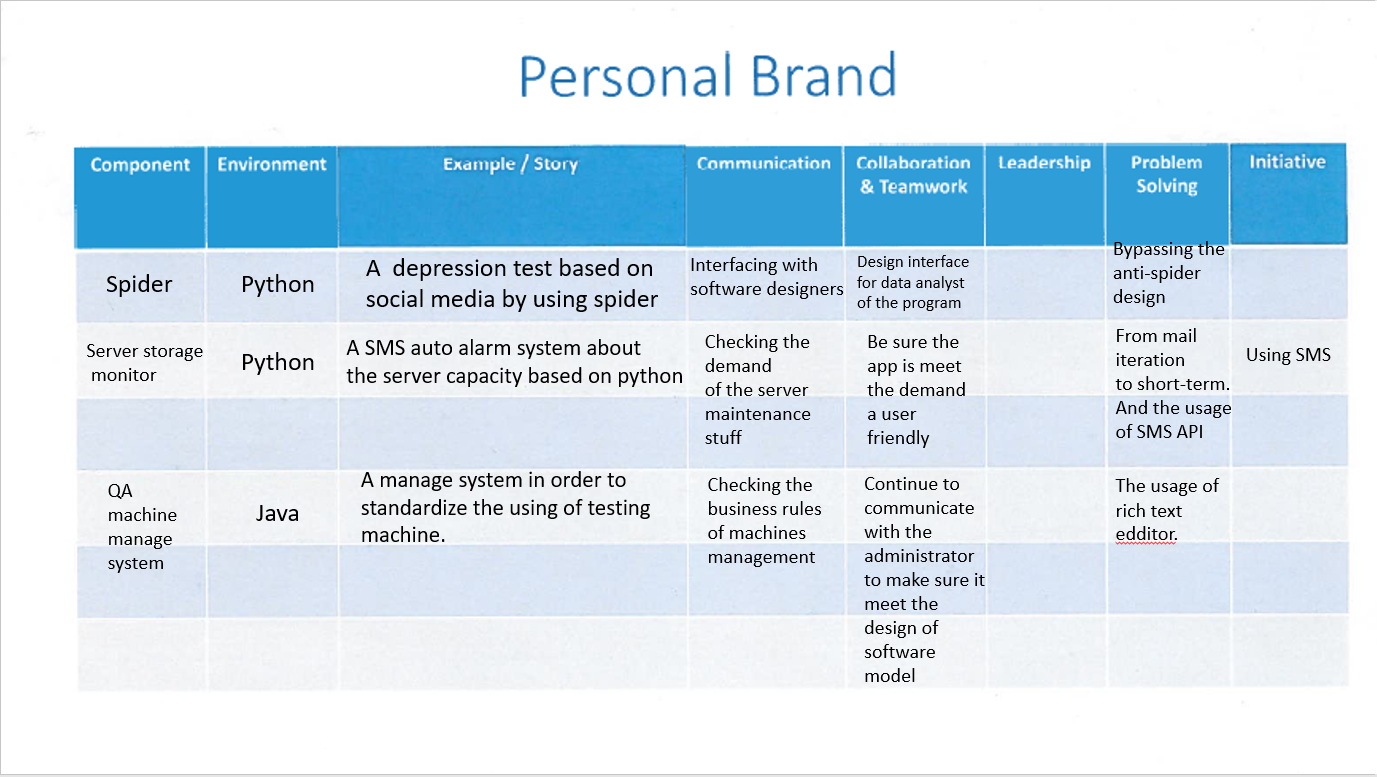 Personal Brand
Component
Environment
Example / Story
Communication
Collaboration
& Teamwork
Leadership
Problem
Solving
Initiative
Spider
Python
A  depression test based on
social media by using spider
Interfacing with
software designers
Design interface
for data analyst
of the program
Bypassing the
anti-spider
design
Server storage
monitor
Python
A SMS auto alarm system about
the server capacity based on python
Checking the
demand
of the server
maintenance
stuff
Be sure the
app is meet
the demand
a user
friendly
From mail
iteration
to short-term.
And the usage
of SMS API
Using SMS
QA
machine
manage
system
Java
A manage system in order to
standardize the using of testing
machine.
Checking the
business rules
of machines
management
Continue to
communicate
with the
administrator
to make sure it
meet the
design of
software
model
The usage of
rich text
edditor.